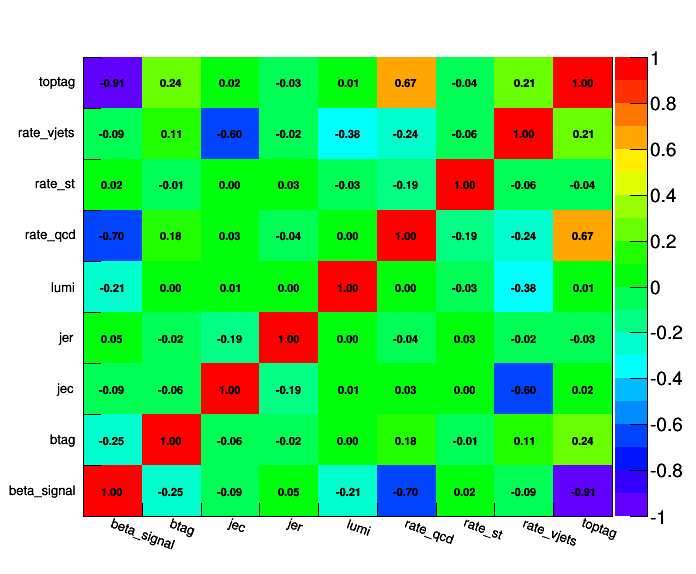 toptag -0.91 0.24 0.02 -0.03 0.01 0.67 -0.04 0.21 1.00
rate_vjets -0.09 0.11 -0.60 -0.02 -0.38 -0.24 -0.06 1.00 0.21
rate_st 0.02 -0.01 0.00 0.03 -0.03 -0.19 1.00 -0.06 -0.04
rate_qcd -0.70 0.18 0.03 -0.04 0.00 1.00 -0.19 -0.24 0.67
lumi -0.21 0.00 0.01 0.00 1.00 0.00 -0.03 -0.38 0.01
jer 0.05 -0.02 -0.19 1.00 0.00 -0.04 0.03 -0.02 -0.03
jec -0.09 -0.06 1.00 -0.19 0.01 0.03 0.00 -0.60 0.02
btag -0.25 1.00 -0.06 -0.02 0.00 0.18 -0.01 0.11 0.24
beta_signal 1.00 -0.25 -0.09 0.05 -0.21 -0.70 0.02 -0.09 -0.91
beta_signal btag jec jer lumi rate_qcd rate_st rate_vjets toptag
1
0.8
0.6
0.4
0.2
0
-0.2
-0.4
-0.6
-0.8
-1